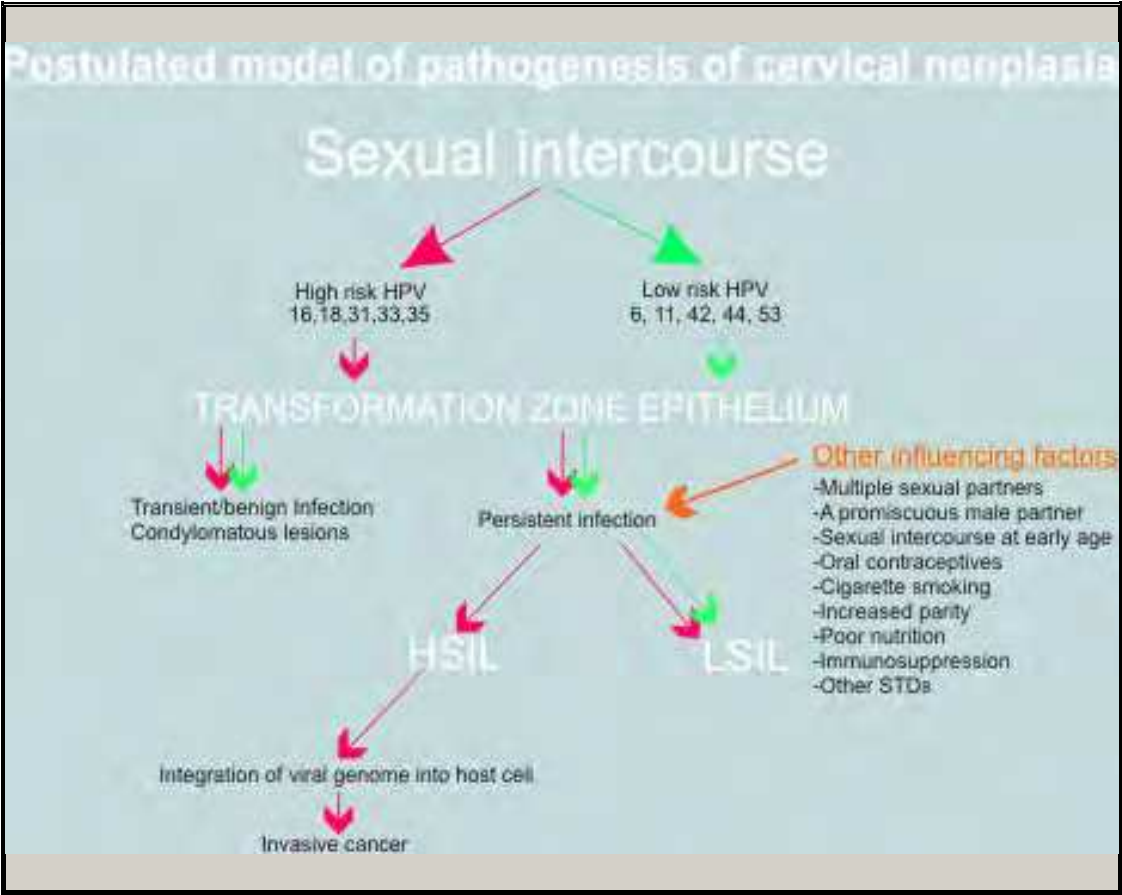 Postulated model of pathogenesis of cervical neoplasia
Sexual intercourse
High risk HPV
16,18,31,33,35
Low risk HPV
6, 11, 42, 44, 53
TRANSFORMATION ZONE EPITHELIUM
Transient/benign Infection
Condylomatous lesions
Persistent infection
Other influencing factors
-Multiple sexual partners
-A promiscuous male partner
-Sexual intercourse at early age
-Oral contraceptives
-Cigarette smoking
-Increased parity
-Poor nutrition
-Immunosuppression
-Other STDs
HSIL
LSIL
Integration of viral genome into host cell
Invasive cancer